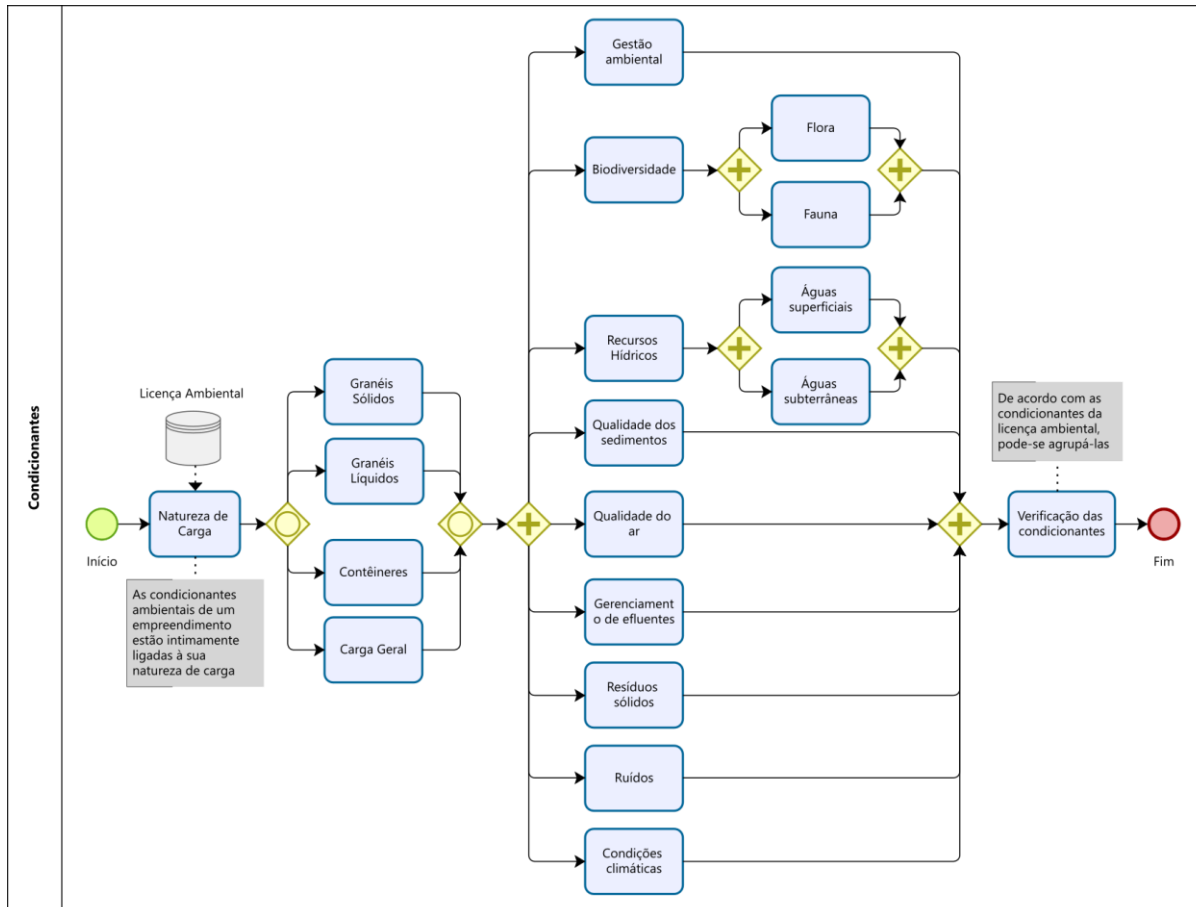 Condicionantes
Início
Licença Ambiental
Natureza de
Carga
As condicionantes
ambientais de um
empreendimento
estão intimamente
ligadas à sua
natureza de carga
Granéis
Sólidos
Granéis
Líquidos
Contêineres
Carga Geral
Gestão
ambiental
Biodiversidade
Flora
Fauna
Recursos
Hídricos
Águas
superficiais
Águas
subterrâneas
Qualidade dos
sedimentos
Qualidade do
ar
Gerenciament
o de efluentes
Resíduos
sólidos
Ruídos
Condições
climáticas
De acordo com as
condicionantes da
licença ambiental,
pode-se agrupá-las
Verificação das
condicionantes
Fim